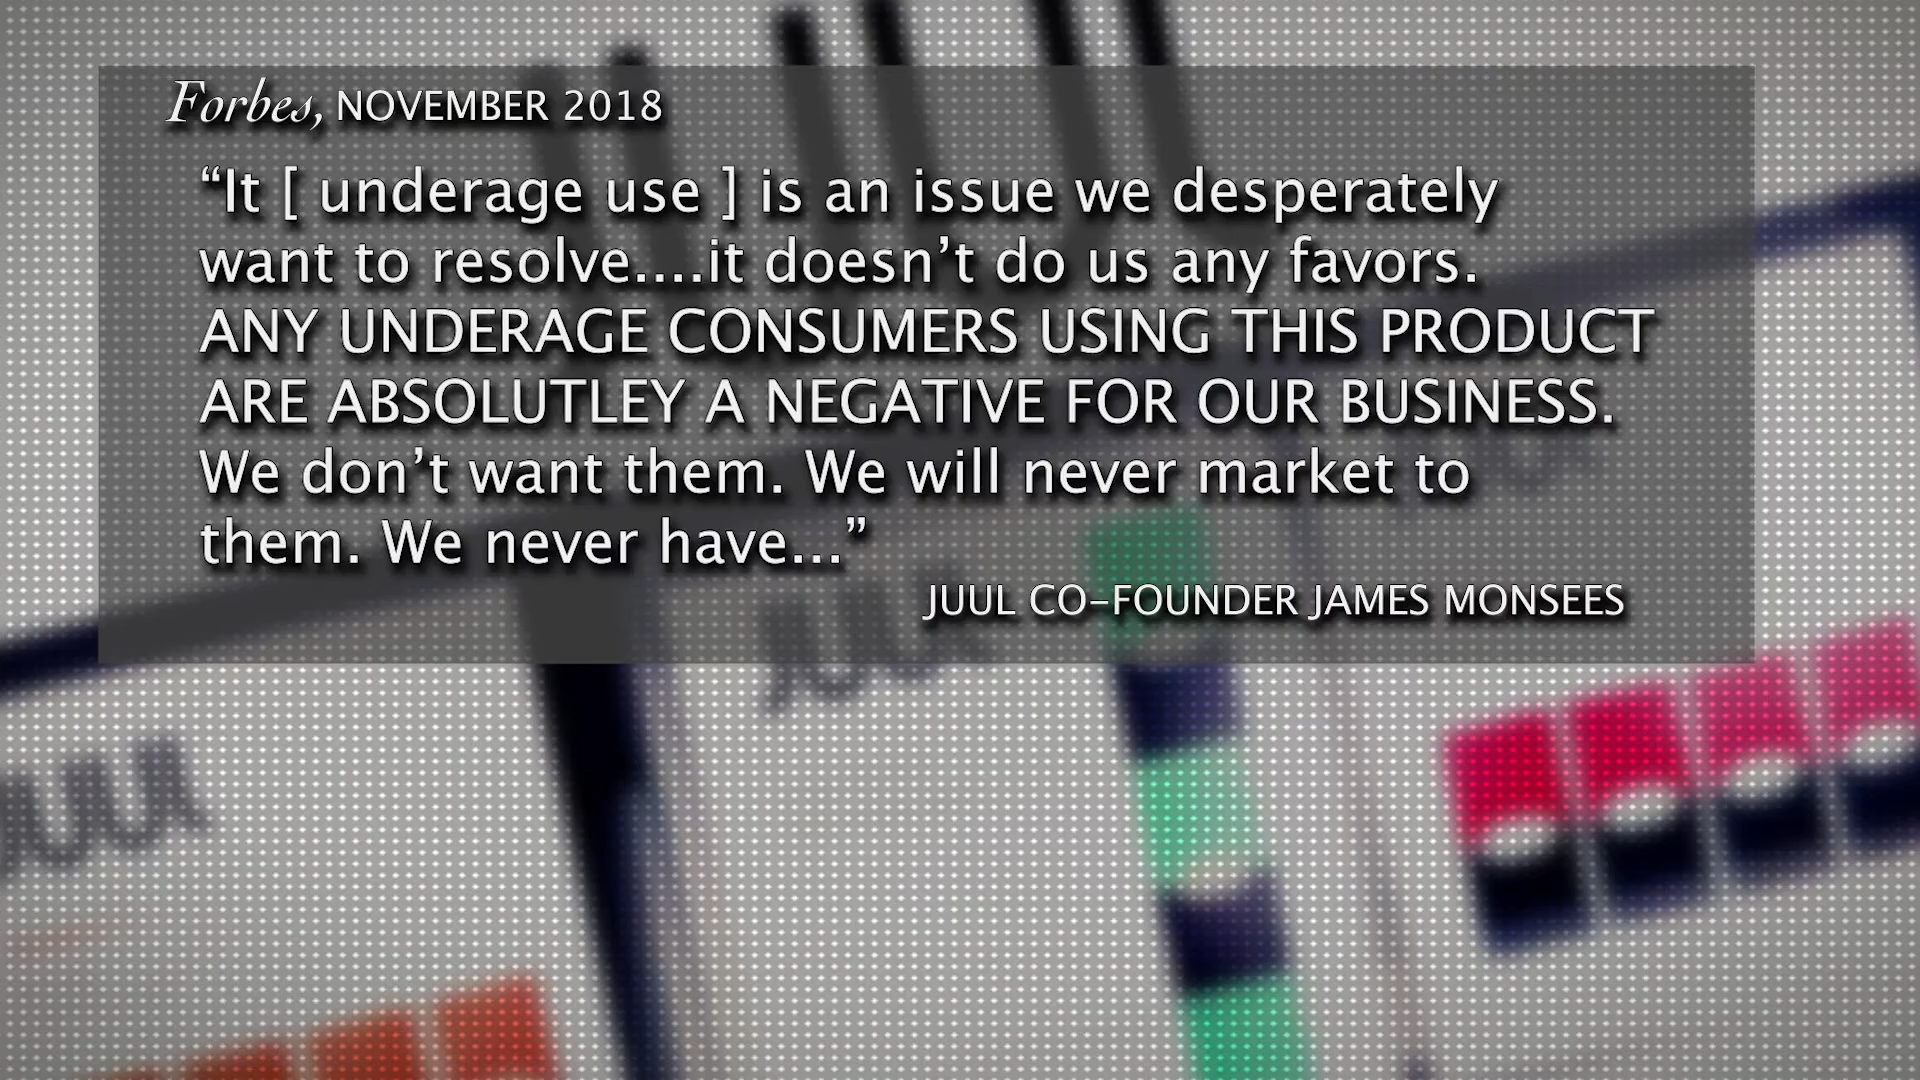 Forbes, NOVEMBER 2018
“It [ underage use ] is an issue we desperately
want to resolve....it doesn’t do us any favors.
ANY UNDERAGE CONSUMERS USING THIS PRODUCT
ARE ABSOLUTLEY A NEGATIVE FOR OUR BUSINESS.
We don’t want them. We will never market to
them. We never have...”
JUUL CO–FOUNDER JAMES MONSEES
JUUL
JUUL